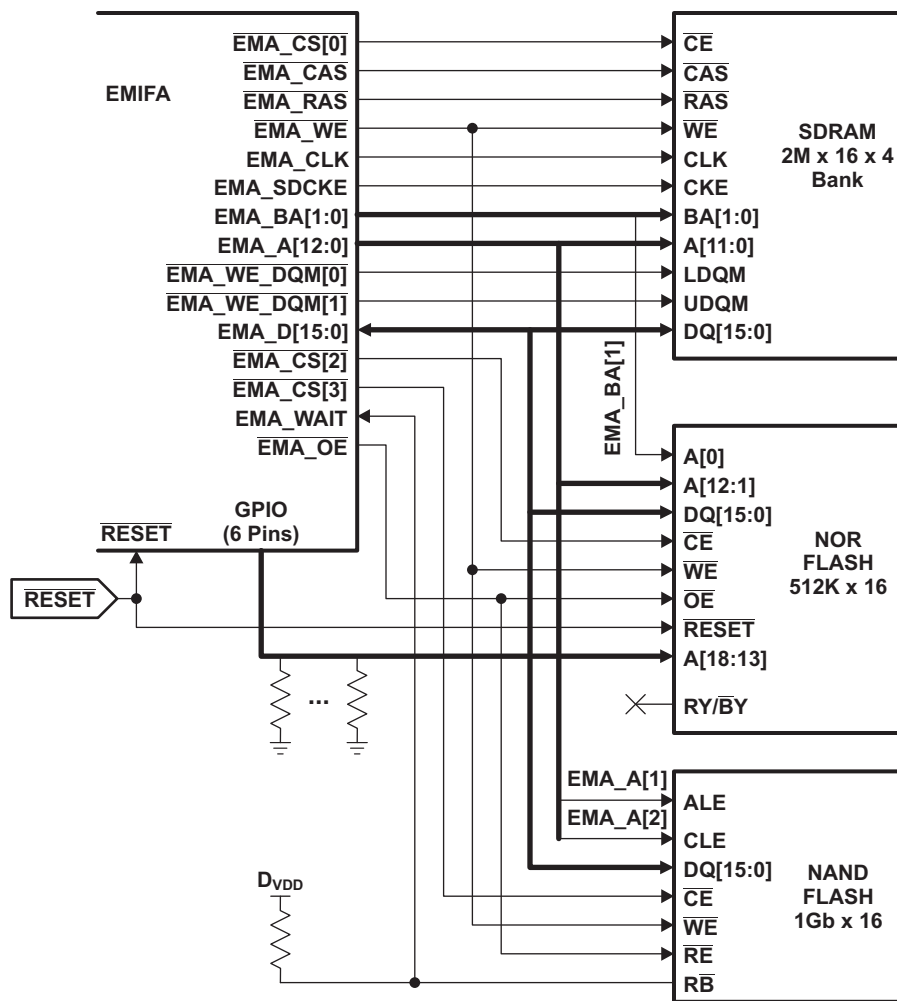 EMIFA
EMA_CS[0]
EMA_CAS
EMA_RAS
EMA_WE
EMA_CLK
EMA_SDCKE
EMA_BA[1:0]
EMA_A[12:0]
EMA_WE_DQM[0]
EMA_WE_DQM[1]
EMA_D[15:0]
EMA_CS[2]
EMA_CS[3]
EMA_WAIT
EMA_OE
GPIO
(6 Pins)
RESET
RESET
...
DVDD
EMA_BA[1]
EMA_A[1]
EMA_A[2]
CE
CAS
RAS
WE
CLK
CKE
BA[1:0]
A[11:0]
LDQM
UDQM
DQ[15:0]
SDRAM
2M x 16 x 4
Bank
A[0]
A[12:1]
DQ[15:0]
CE
WE
OE
RESET
A[18:13]
RY/BY
NOR
FLASH
512K x 16
ALE
CLE
DQ[15:0]
CE
WE
RE
RB
NAND
FLASH
1Gb x 16